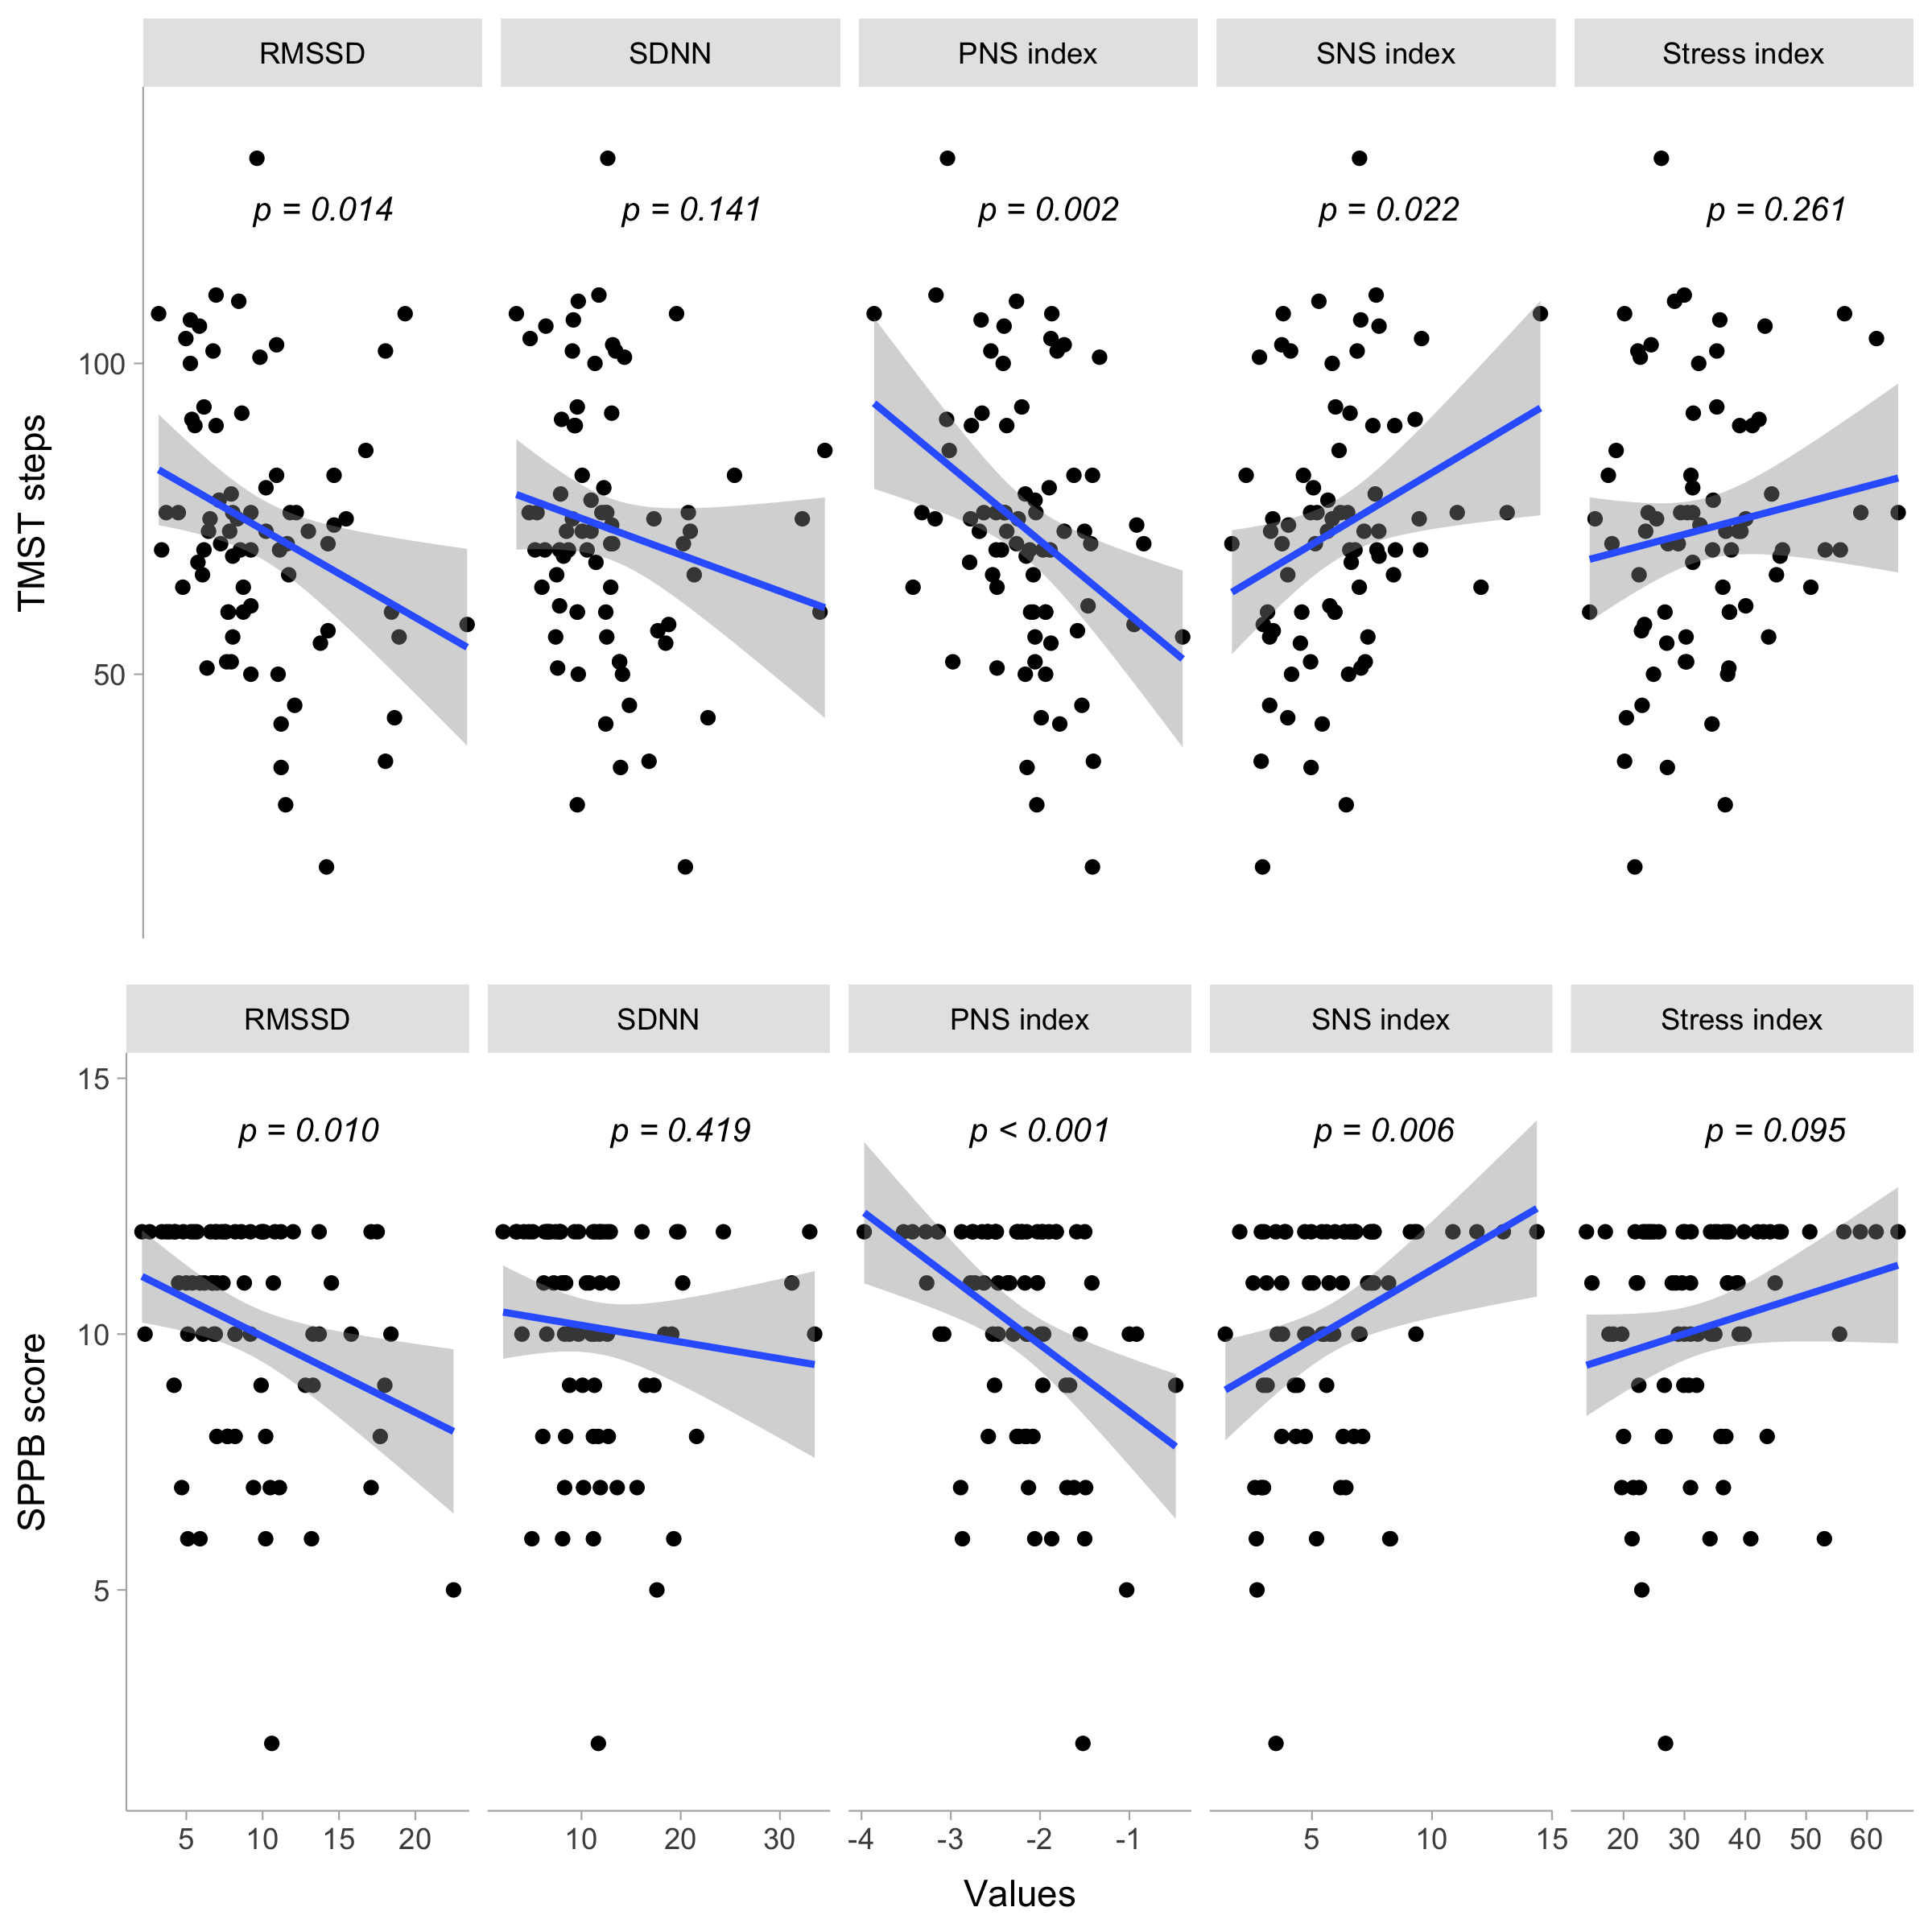 RMSSD SDNN PNS index SNS index Stress index
p = 0.014 p = 0.141 p = 0.002 p = 0.022 p = 0.261
100
50
TMST steps
RMSSD SDNN PNS index SNS index Stress index
15
p = 0.010 p = 0.419 p < 0.001 p = 0.006 p = 0.095
10
5
SPPB score
5 10 15 20 10 20 30 -4 -3 -2 -1 5 10 15 20 30 40 50 60
Values